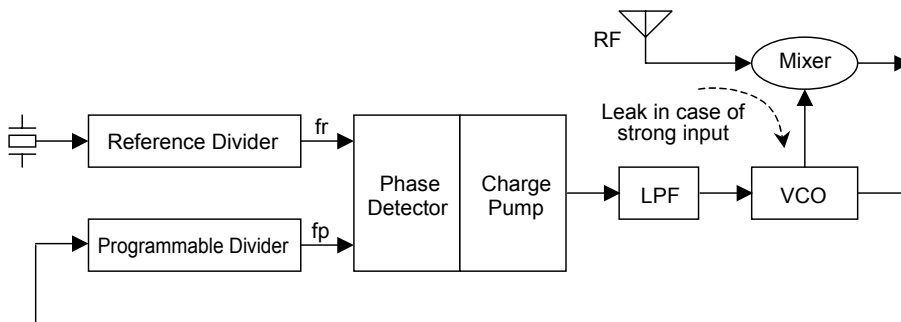 RF
Mixer
Leak in case of
strong input
Reference Divider
fr
Phase
Detector
Charge
Pump
LPF
VCO
Programmable Divider
fp